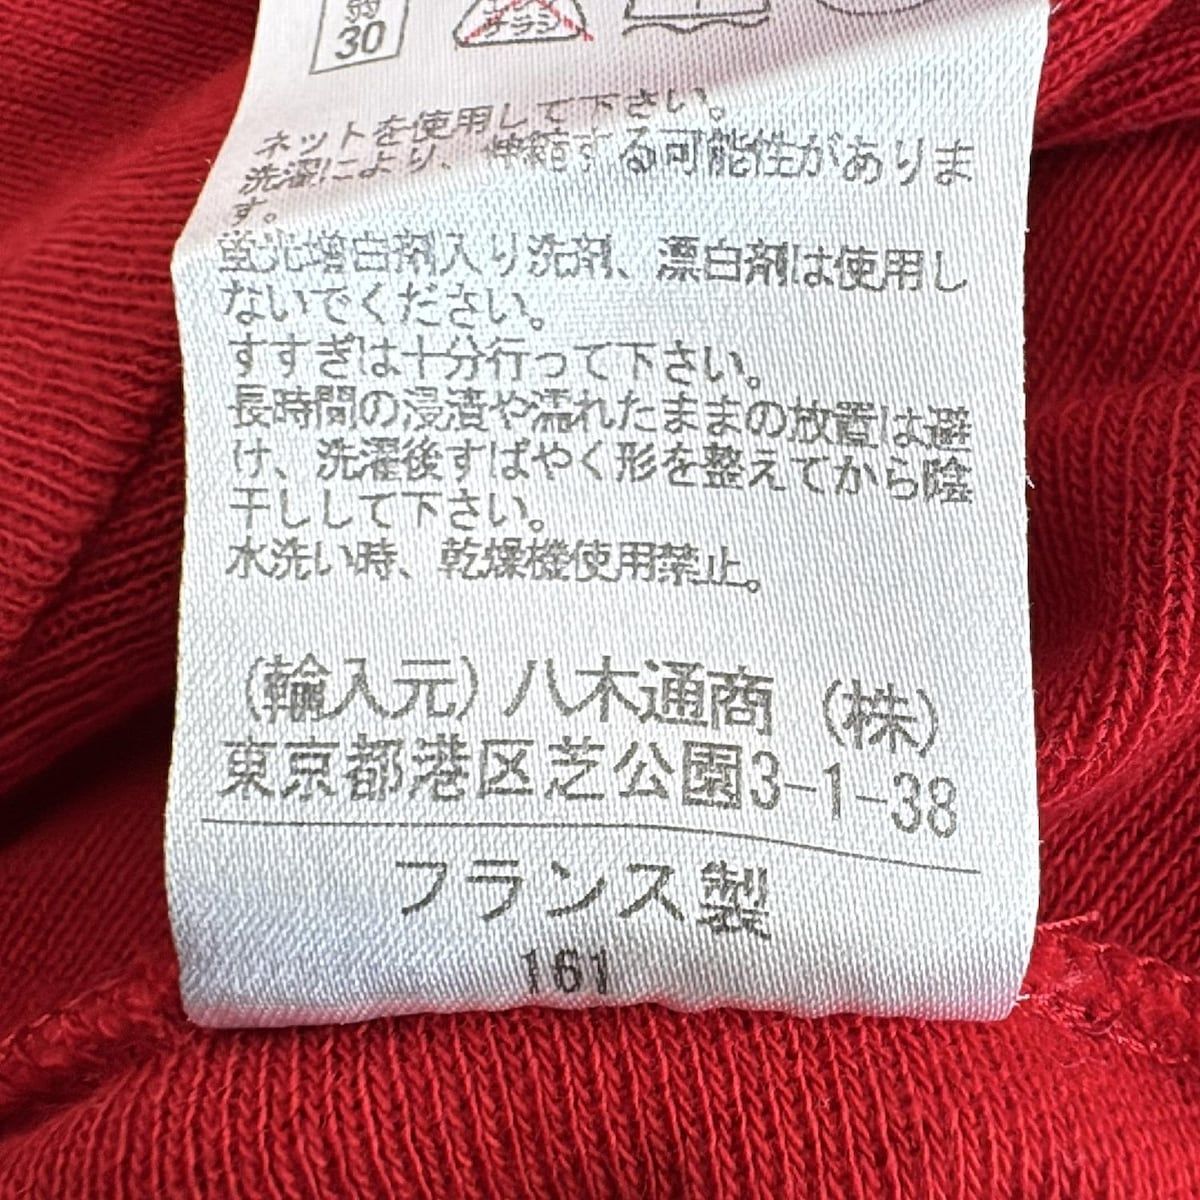 弱
30
エンソ
サラシ
ネットを使用して下さい。
洗濯により、伸縮する可能性がありま
す。
蛍光増白剤入り洗剤、漂白剤は使用し
ないでください。
すすぎは十分行って下さい。
長時間の浸漬や濡れたままの放置は避
け、洗濯後すばやく形を整えてから陰
干しして下さい。
水洗い時、乾燥機使用禁止。
(輸入元) 八木通商 (株)
東京都港区芝公園3-1-38
フランス製
161